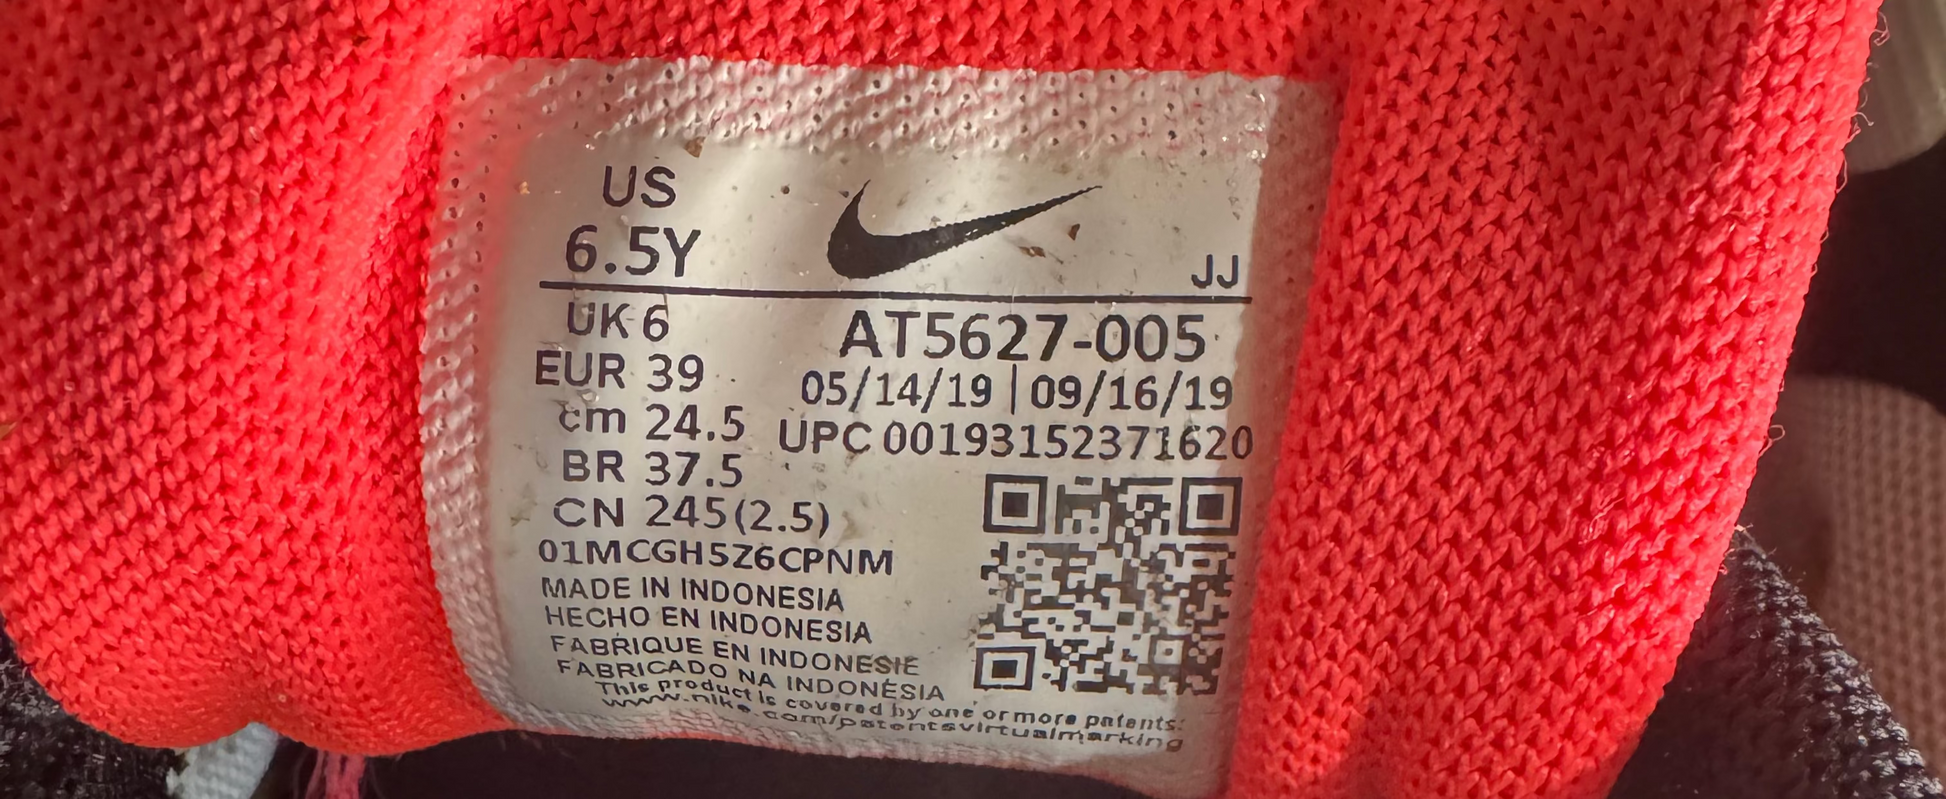 US
6.5Y
JJ
UK 6
EUR 39
cm 24.5
BR 37.5
CN 245(2.5)
AT5627-005
05/14/19 | 09/16/19
UPC 00193152371620
01MCGH5Z6CPNM
MADE IN INDONESIA
HECHO EN INDONESIA
FABRIQUE EN INDONESIE
FABRICADO NA INDONÉSIA
This product is covered by one or more patents:
www.nike.com/patentsvirtualmarking